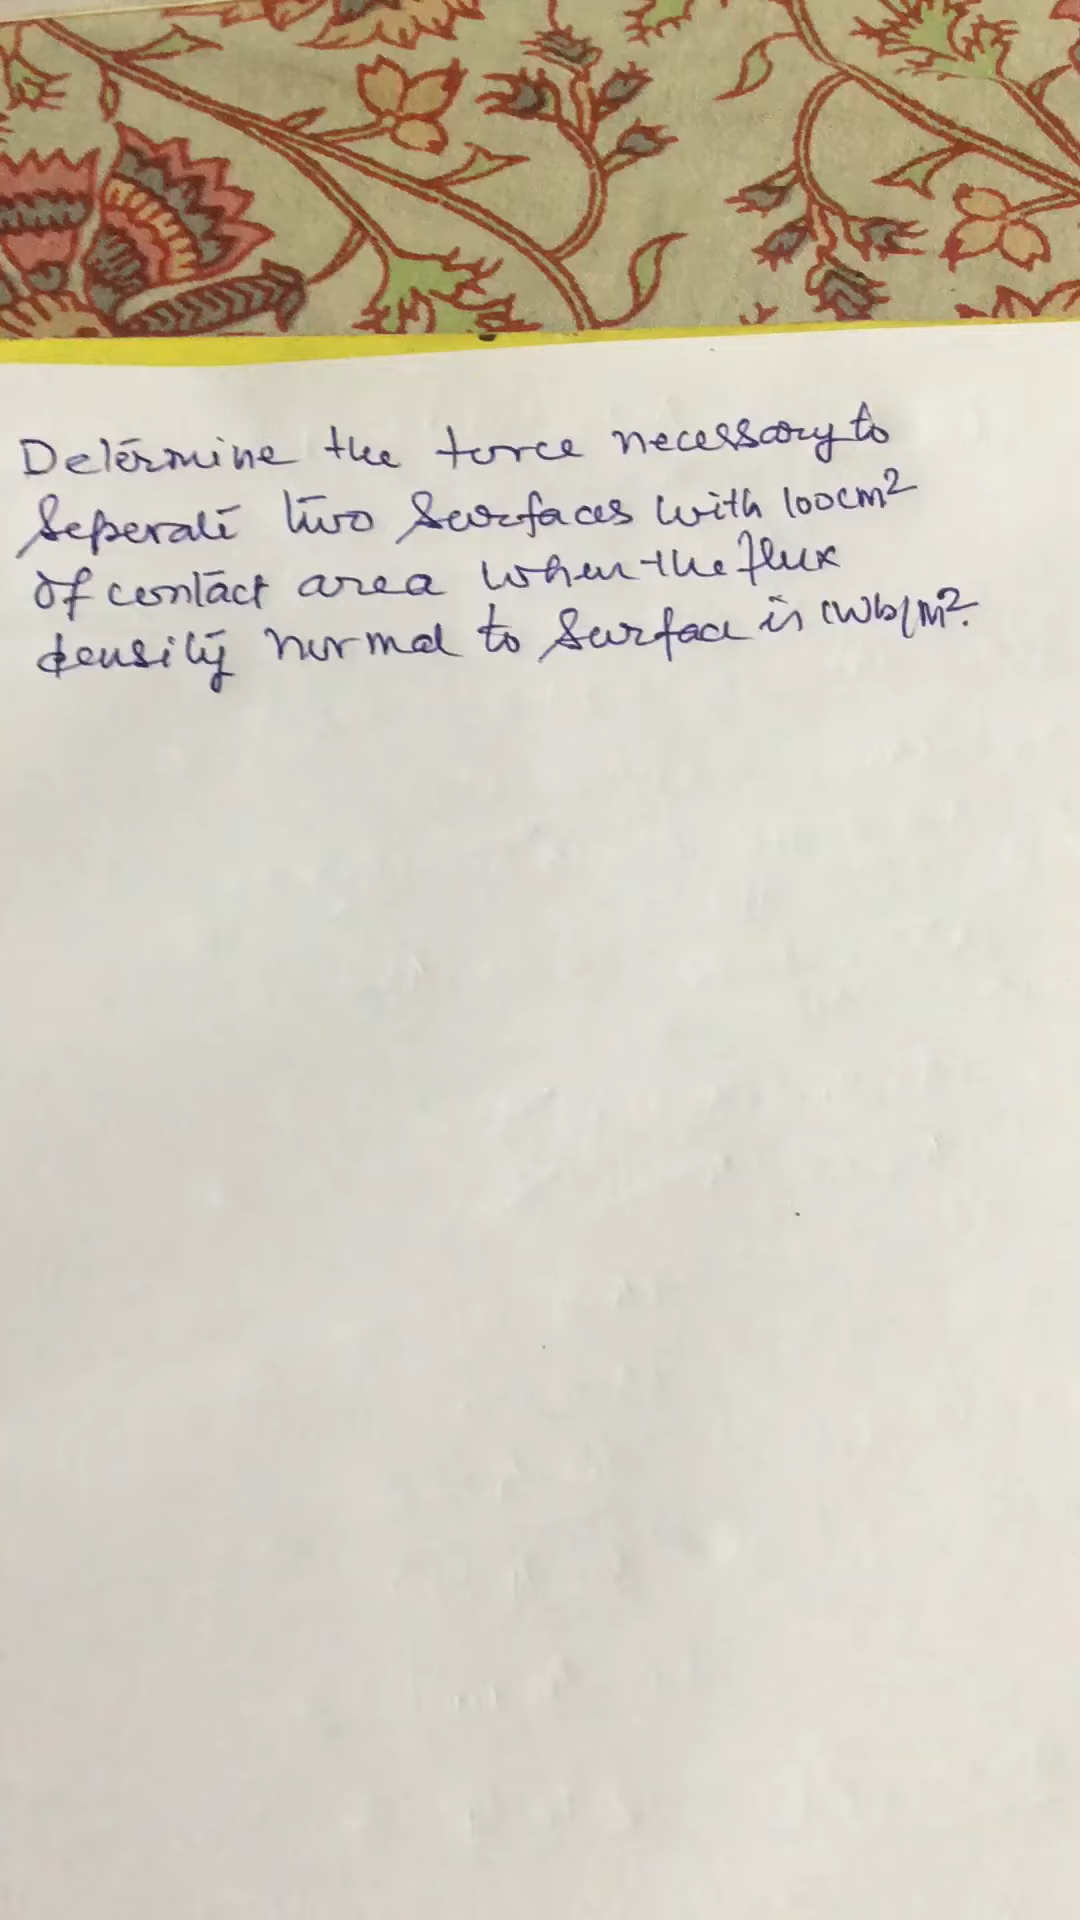 Determine the force necessary to
Seperate two Surfaces with 100cm²
of contact area when the flux
density normal to Surface is 1Wb/m².